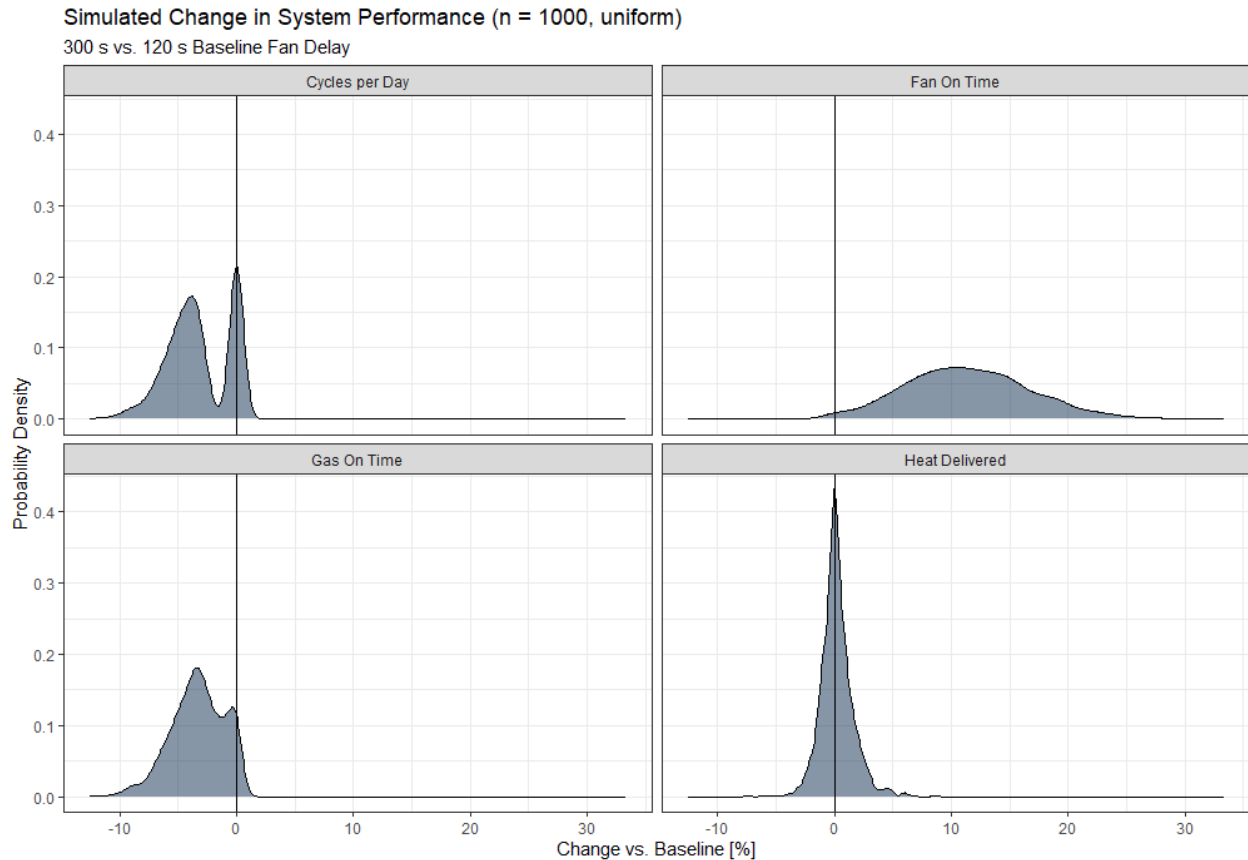 Simulated Change in System Performance (n = 1000, uniform)
300 s vs. 120 s Baseline Fan Delay
Cycles per Day
Fan On Time
0.4
0.3
0.2
0.1
0.0
Gas On Time
Heat Delivered
0.4
0.3
0.2
0.1
0.0
Probability Density
-10 0 10 20 30
-10 0 10 20 30
Change vs. Baseline [%]